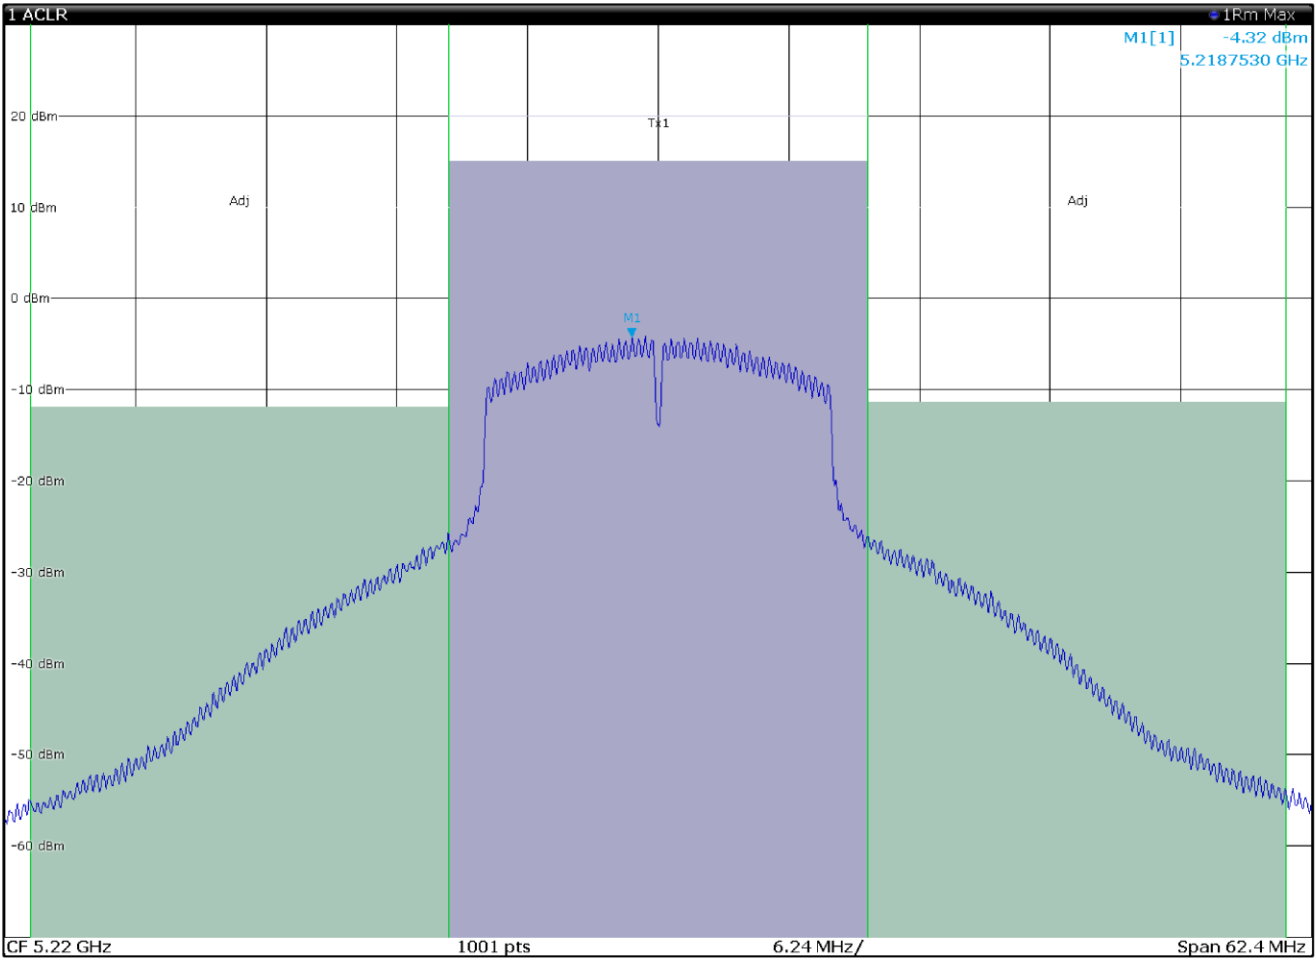 1 ACLR
1Rm Max
M1[1] -4.32 dBm
5.2187530 GHz
20 dBm
Tx1
10 dBm
Adj
Adj
0 dBm
M1
-10 dBm
-20 dBm
-30 dBm
-40 dBm
-50 dBm
-60 dBm
CF 5.22 GHz 1001 pts 6.24 MHz/ Span 62.4 MHz